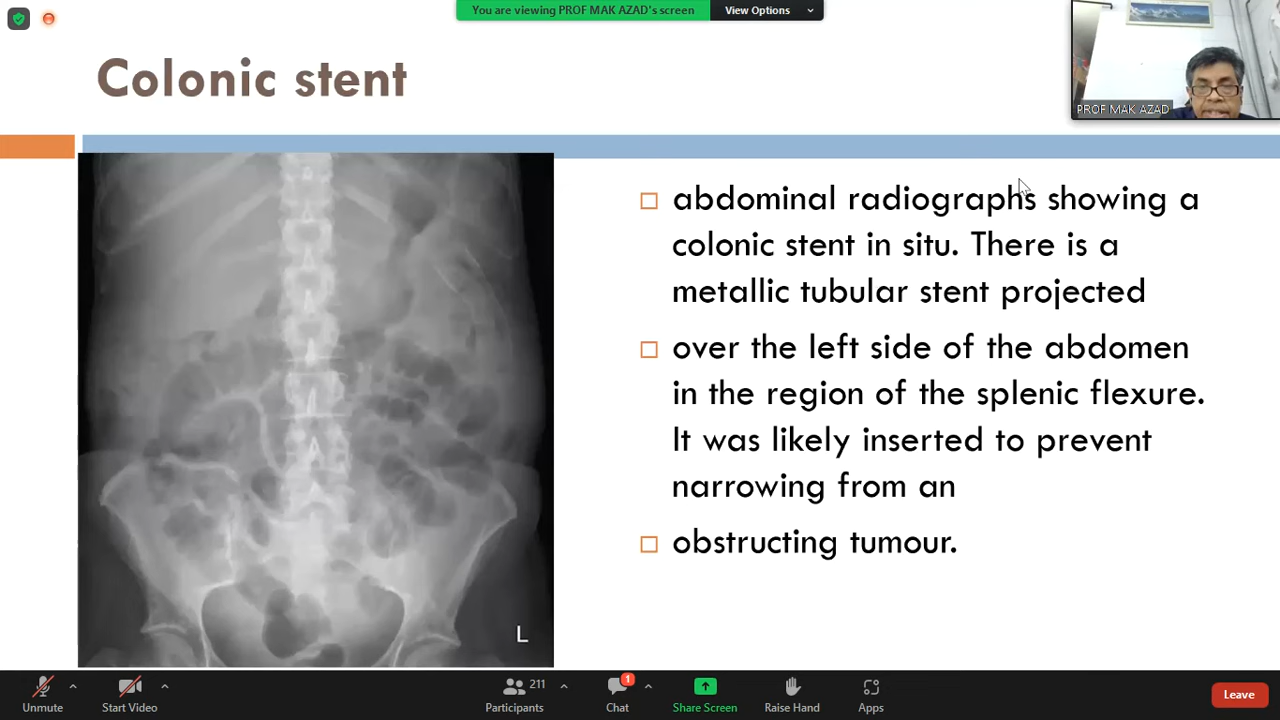 You are viewing PROF MAK AZAD's screen
View Options
Colonic stent
PROF MAK AZAD
abdominal radiographs showing a
colonic stent in situ. There is a
metallic tubular stent projected
over the left side of the abdomen
in the region of the splenic flexure.
It was likely inserted to prevent
narrowing from an
obstructing tumour.
L
Unmute
Start Video
211
Participants
1
Chat
Share Screen
Raise Hand
Apps
Leave